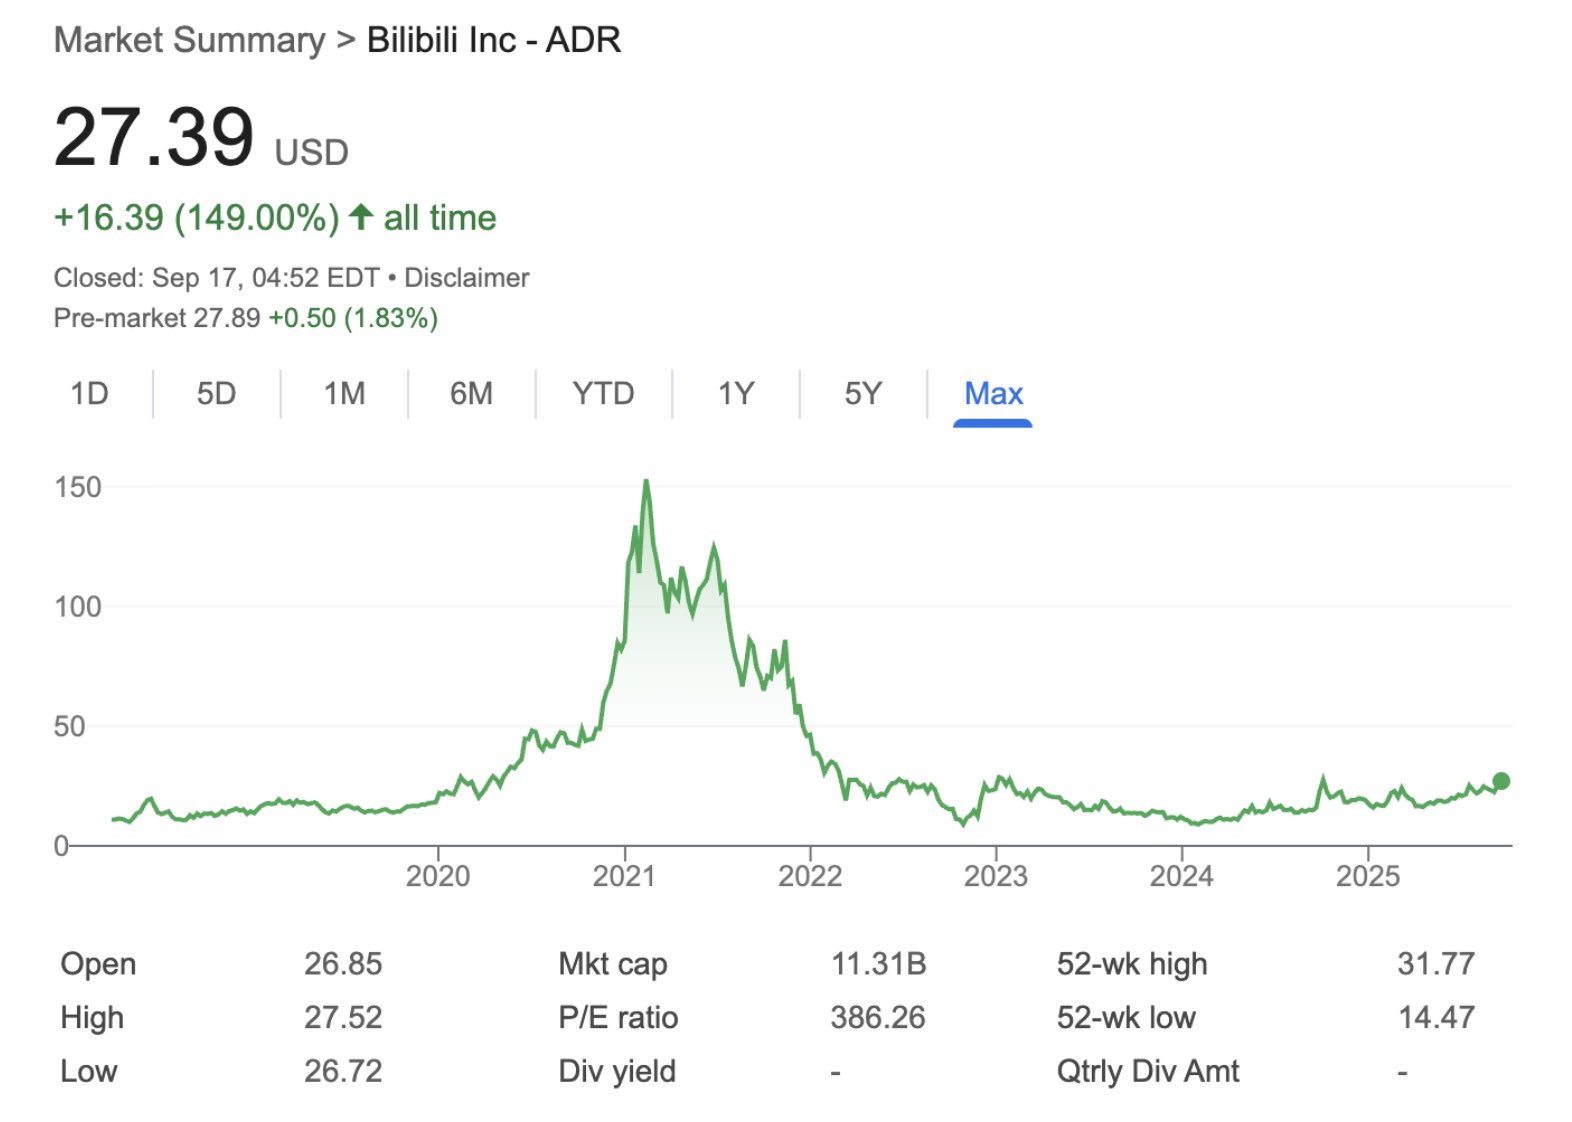 Market Summary > Bilibili Inc - ADR
27.39 USD
+16.39 (149.00%) ↑ all time
Closed: Sep 17, 04:52 EDT • Disclaimer
Pre-market 27.89 +0.50 (1.83%)
1D 5D 1M 6M YTD 1Y 5Y Max
150
100
50
0
2020 2021 2022 2023 2024 2025
Open 26.85 Mkt cap 11.31B 52-wk high 31.77
High 27.52 P/E ratio 386.26 52-wk low 14.47
Low 26.72 Div yield - Qtrly Div Amt -